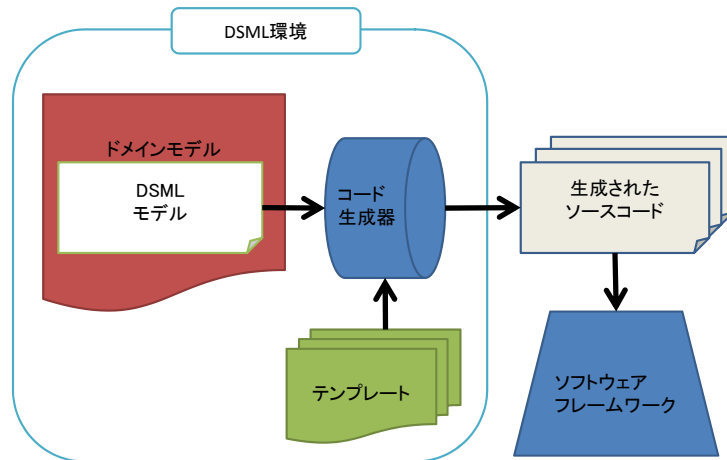 DSML環境
ドメインモデル
DSML
モデル
コード
生成器
生成された
ソースコード
テンプレート
ソフトウェア
フレームワーク